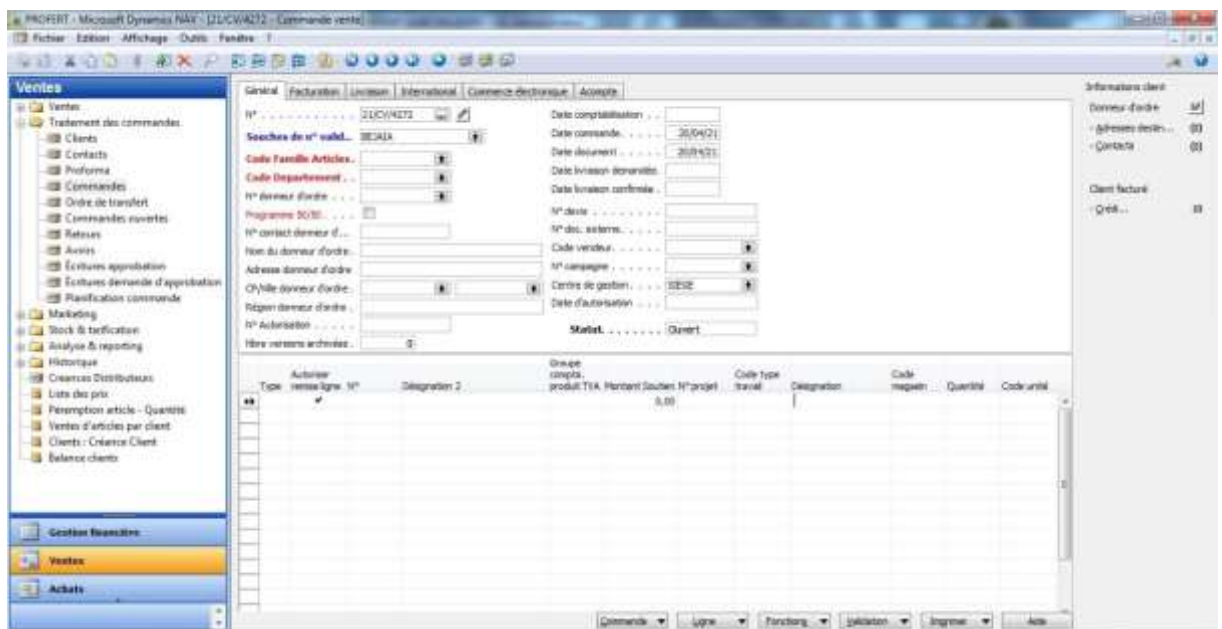 PROFERT - Microsoft Dynamics NAV - [21/CV/4272 - Commande vente]
Fichier Edition Affichage Outils Fenêtre ?
Ventes
Ventes
Traitement des commandes
Clients
Contacts
Proforma
Commandes
Ordre de transfert
Commandes ouvertes
Retours
Avoirs
Écritures approbation
Écritures demande d'approbation
Planification commande
Marketing
Stock & tarification
Analyse & reporting
Historique
Creances Distributeurs
Liste des prix
Peremption article - Quantité
Ventes d'articles par client
Clients : Créance Client
Balance clients
Gestion financière
Ventes
Achats
Général Facturation Livraison International Commerce électronique Acompte
N° . . . . . . . . . . . 21/CV/4272
Souches de n° valid... BEJAIA
Code Famille Articles.
Code Departement . .
N° donneur d'ordre . . .
Programme 50/50. . . .
N° contact donneur d'...
Nom du donneur d'ordre.
Adresse donneur d'ordre
CP/Ville donneur d'ordre.
Région donneur d'ordre .
N° Autorisation . . . . .
Nbre versions archivées . 0
Date comptabilisation . .
Date commande. . . . . 20/04/21
Date document . . . . . 20/04/21
Date livraison demandée.
Date livraison confirmée .
N° devis . . . . . . . .
N° doc. externe. . . . .
Code vendeur. . . . . .
N° campagne . . . . . .
Centre de gestion. . . . SIEGE
Date d'autorisation . . .
Statut. . . . . . . . Ouvert
Type Autoriser remise ligne N° Désignation 2 Groupe compta. produit TVA Montant Soutien N° projet Code type travail Désignation Code magasin Quantité Code unité
✔ 0,00
Commande Ligne Fonctions Validation Imprimer Aide
Informations client
Donneur d'ordre
- Adresses destin... (0)
- Contacts (0)
Client facturé
- Crédi... (0)